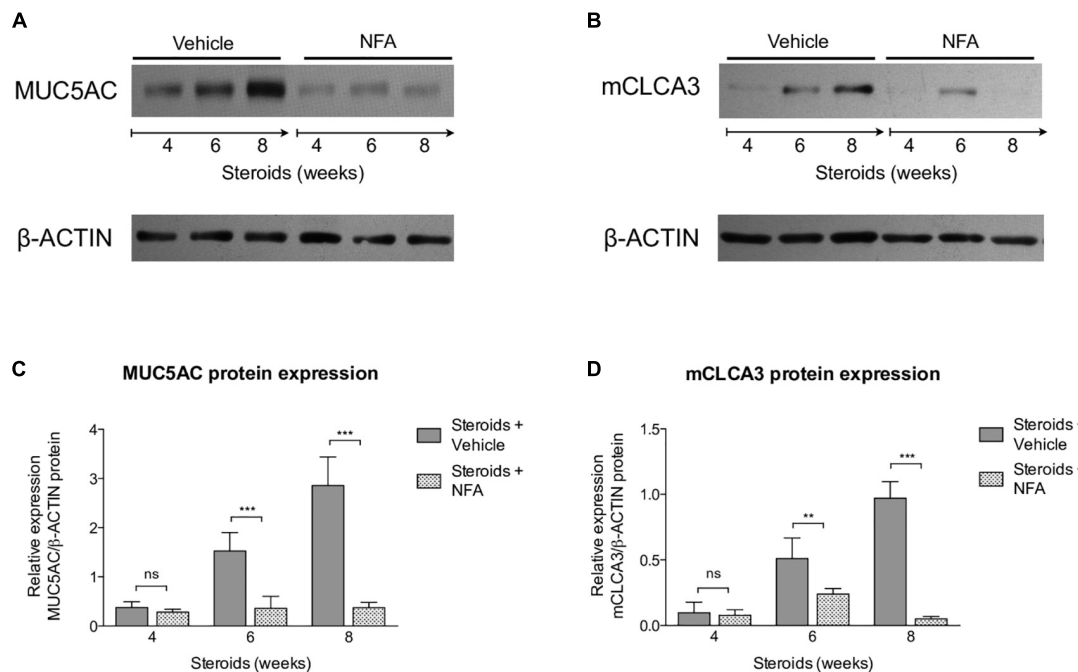 A
Vehicle NFA
MUC5AC
4 6 8 4 6 8
Steroids (weeks)
β-ACTIN
B
Vehicle NFA
mCLCA3
4 6 8 4 6 8
Steroids (weeks)
β-ACTIN
C
MUC5AC protein expression
Relative expression
MUC5AC/β-ACTIN protein
4
3
2
1
0
ns
***
***
4 6 8
Steroids (weeks)
Steroids +
Vehicle
Steroids +
NFA
D
mCLCA3 protein expression
Relative expression
mCLCA3/β-ACTIN protein
1.5
1.0
0.5
0.0
ns
**
***
4 6 8
Steroids (weeks)
Steroids +
Vehicle
Steroids +
NFA